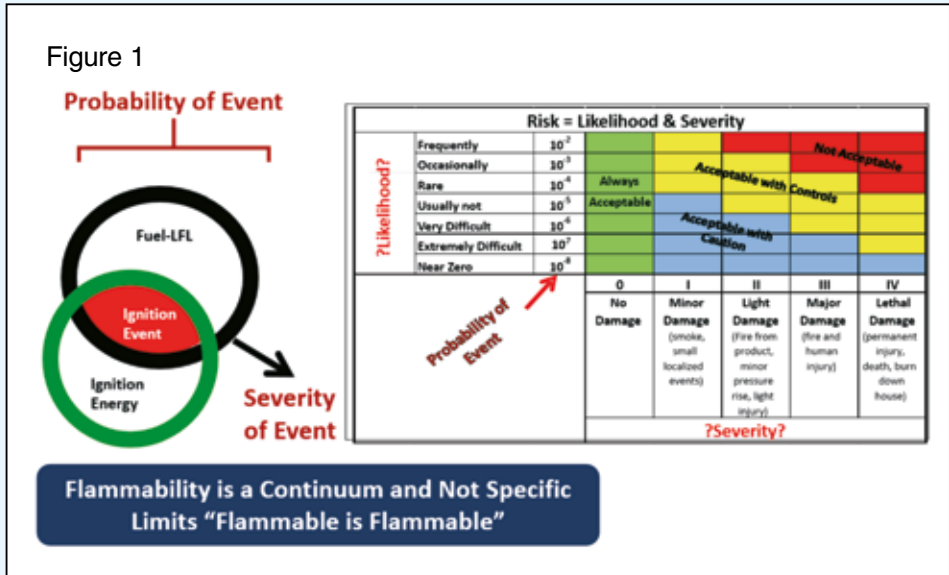 Figure 1
Probability of Event
Fuel-LFL
Ignition
Event
Ignition
Energy
Severity
of Event
Risk = Likelihood & Severity
?Likelihood?
Frequently 10⁻²
Occasionally 10⁻³
Rare 10⁻⁴
Usually not 10⁻⁵
Very Difficult 10⁻⁶
Extremely Difficult 10⁷
Near Zero 10⁻⁸
Always
Acceptable
Not Acceptable
Acceptable with Controls
Acceptable with
Caution
Probability of
Event
0 I II III IV
No
Damage
Minor
Damage
(smoke,
small
localized
events)
Light
Damage
(Fire from
product,
minor
pressure
rise, light
injury)
Major
Damage
(fire and
human
injury)
Lethal
Damage
(permanent
injury,
death, burn
down
house)
?Severity?
Flammability is a Continuum and Not Specific
Limits “Flammable is Flammable”